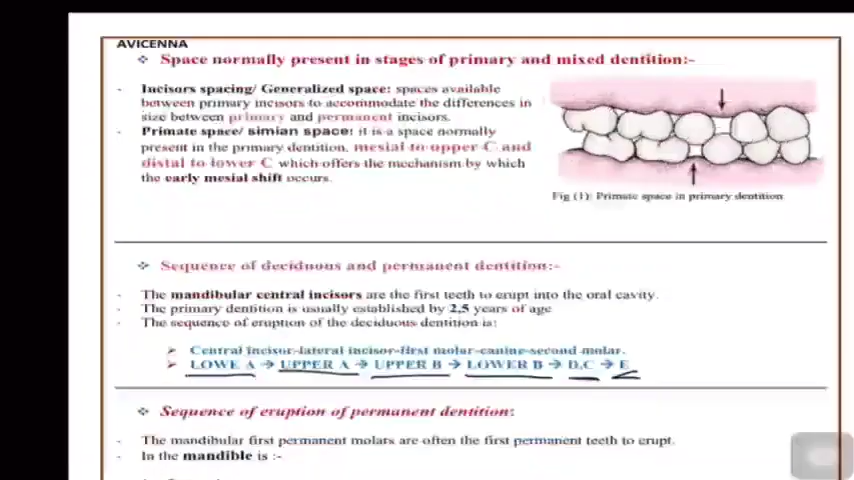 AVICENNA
❖ Space normally present in stages of primary and mixed dentition:-
- Incisors spacing/ Generalized space: spaces available
between primary incisors to accommodate the differences in
size between primary and permanent incisors.
- Primate space/ simian space: it is a space normally
present in the primary dentition, mesial to upper C and
distal to lower C which offers the mechanism by which
the early mesial shift occurs.
Fig (1): Primate space in primary dentition
❖ Sequence of deciduous and permanent dentition:-
- The mandibular central incisors are the first teeth to erupt into the oral cavity.
- The primary dentition is usually established by 2,5 years of age
- The sequence of eruption of the deciduous dentition is:
➢ Central incisor-lateral incisor-first molar-canine-second molar.
➢ LOWE A → UPPER A → UPPER B → LOWER B → D,C → E
❖ Sequence of eruption of permanent dentition:
- The mandibular first permanent molars are often the first permanent teeth to erupt.
- In the mandible is :-